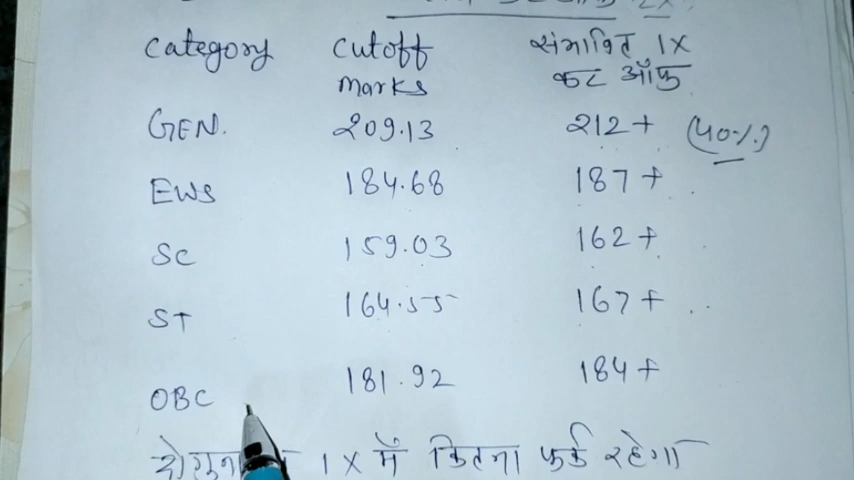 2X
Category cutoff संभावित 1X
marks कट ऑफ
GEN. 209.13 212+ (40%)
EWS 184.68 187+
SC 159.03 162+
ST 164.55 167+
OBC 181.92 184+
1X में कितना फर्क रहेगा